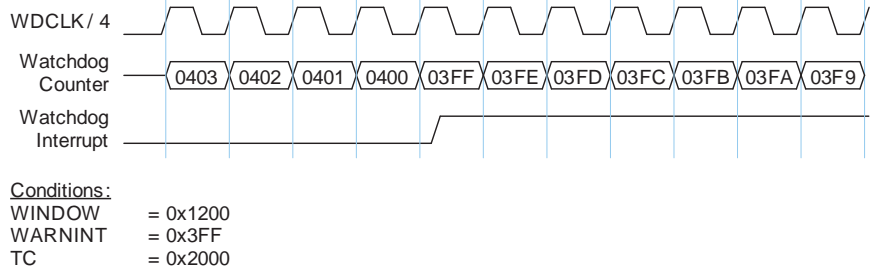 WDCLK / 4
Watchdog
Counter
0403 0402 0401 0400 03FF 03FE 03FD 03FC 03FB 03FA 03F9
Watchdog
Interrupt
Conditions:
WINDOW = 0x1200
WARNINT = 0x3FF
TC = 0x2000